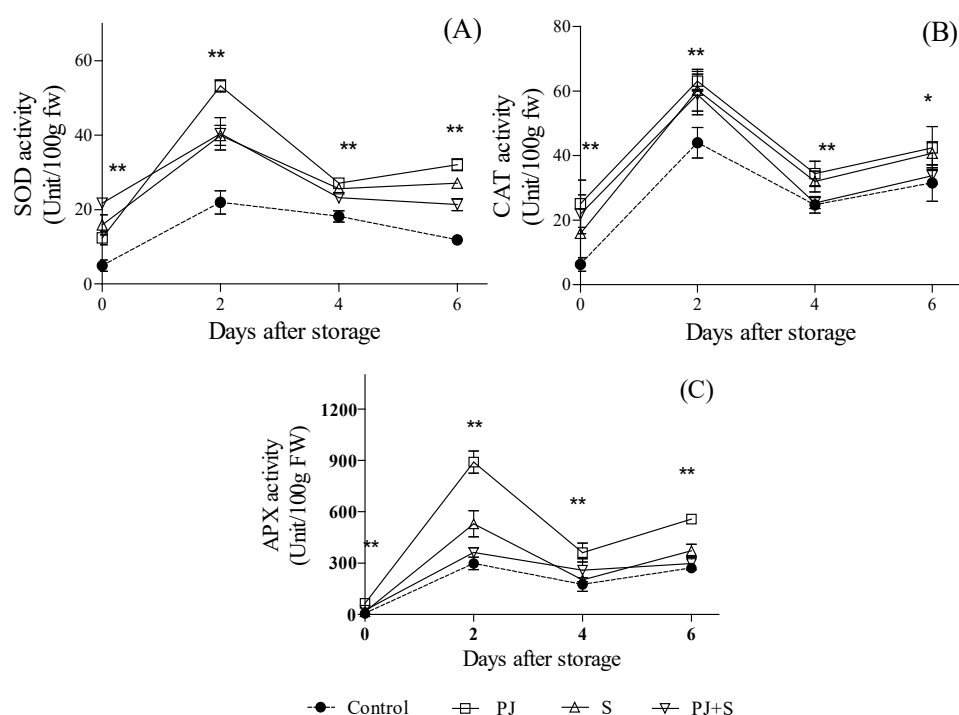 (A)
SOD activity
(Unit/100g fw)
60
40
20
0
**
**
**
**
0 2 4 6
Days after storage
(B)
CAT activity
(Unit/100g fw)
80
60
40
20
0
**
**
**
*
0 2 4 6
Days after storage
(C)
APX activity
(Unit/100g FW)
1200
900
600
300
0
**
**
**
**
0 2 4 6
Days after storage
Control PJ S PJ+S